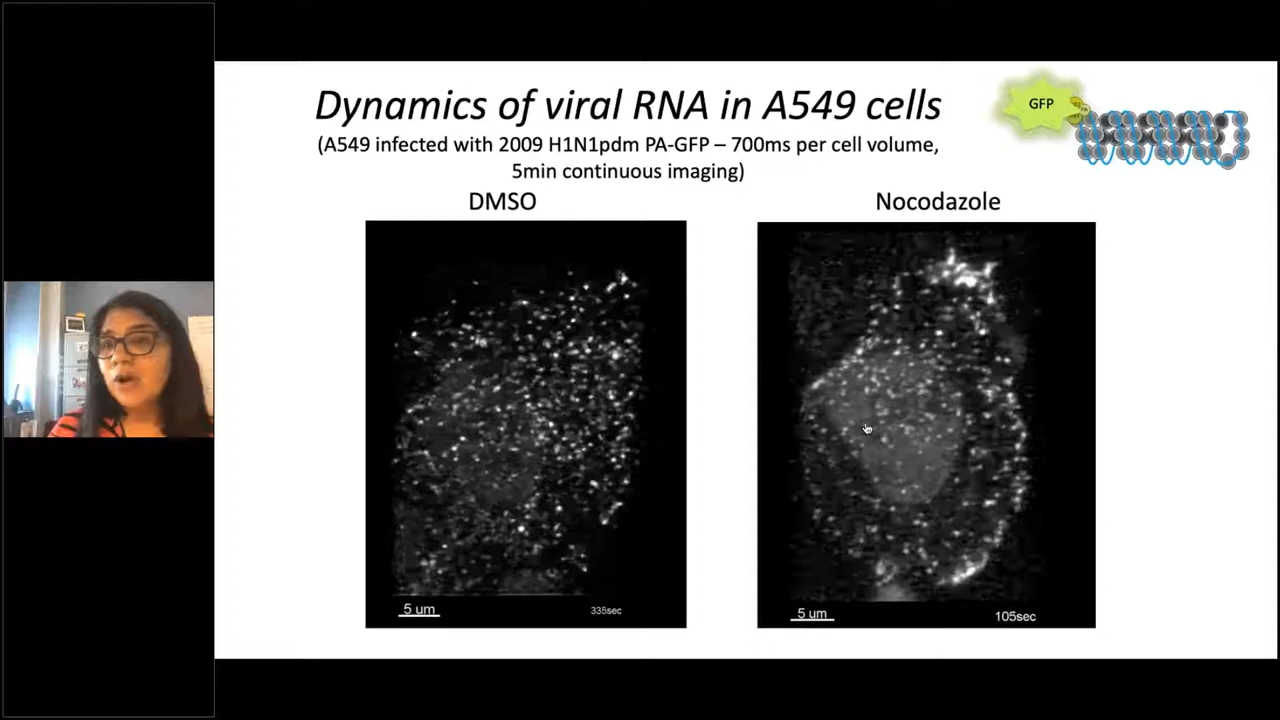 Dynamics of viral RNA in A549 cells
(A549 infected with 2009 H1N1pdm PA-GFP – 700ms per cell volume,
5min continuous imaging)
GFP
DMSO
Nocodazole
5 um
335sec
5 um
105sec